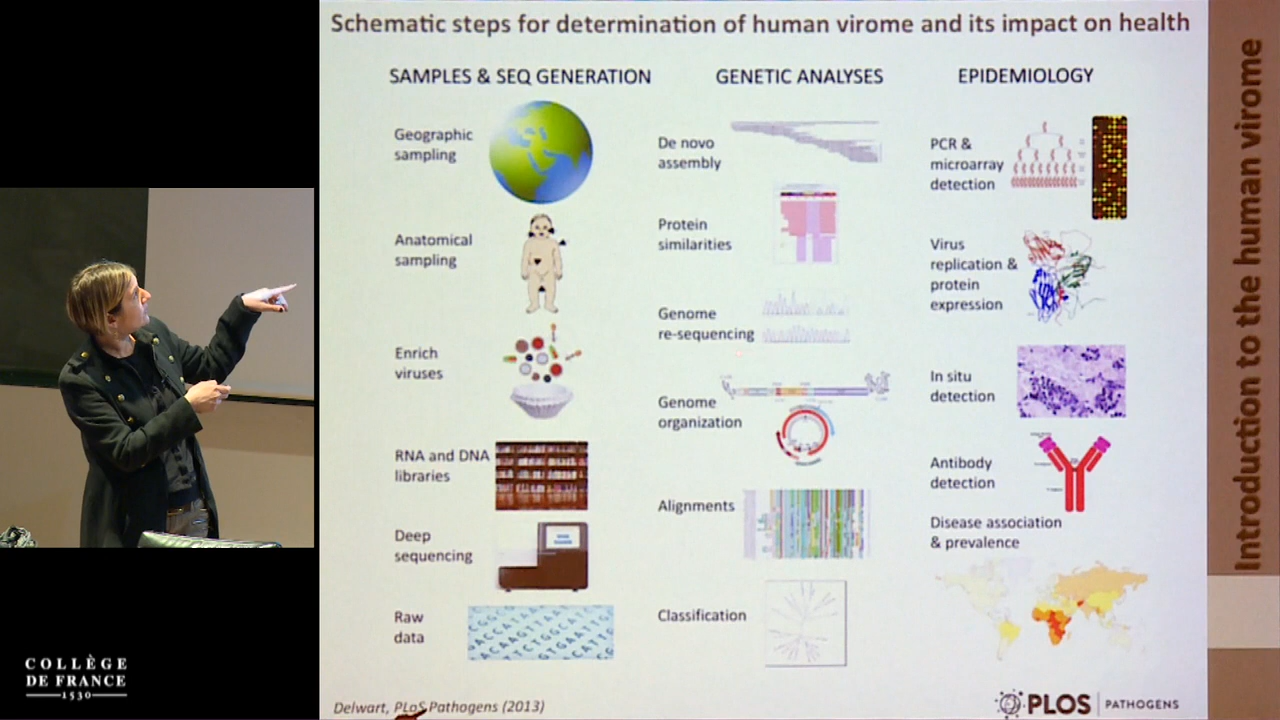 Schematic steps for determination of human virome and its impact on health
SAMPLES & SEQ GENERATION
Geographic
sampling
Anatomical
sampling
Enrich
viruses
RNA and DNA
libraries
Deep
sequencing
Raw
data
GENETIC ANALYSES
De novo
assembly
Protein
similarities
Genome
re-sequencing
Genome
organization
Alignments
Classification
EPIDEMIOLOGY
PCR &
microarray
detection
Virus
replication &
protein
expression
In situ
detection
Antibody
detection
Disease association
& prevalence
Introduction to the human virome
Delwart, PLoS Pathogens (2013)
PLOS | PATHOGENS
COLLÈGE
DE FRANCE
1530